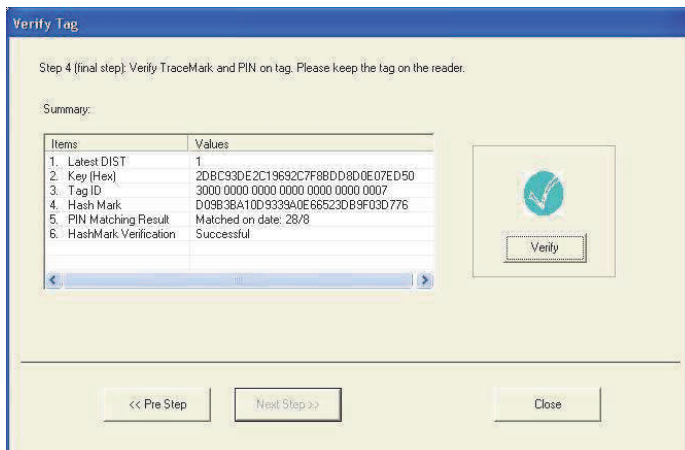 Verify Tag
Step 4 (final step): Verify TraceMark and PIN on tag. Please keep the tag on the reader.
Summary:
Items Values
1. Latest DIST 1
2. Key (Hex) 2DBC93DE2C19692C7F8BDD8D0E07ED50
3. Tag ID 3000 0000 0000 0000 0000 0000 0007
4. Hash Mark D09B3BA10D9339A0E66523DB9F03D776
5. PIN Matching Result Matched on date: 28/8
6. HashMark Verification Successful
Verify
<< Pre Step
Next Step >>
Close